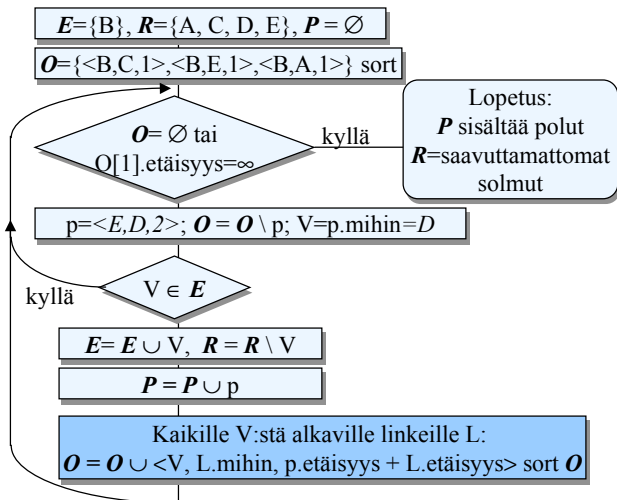 E={B}, R={A, C, D, E}, P = ∅
O={<B,C,1>,<B,E,1>,<B,A,1>} sort
O= ∅ tai
O[1].etäisyys=∞
kyllä
Lopetus:
P sisältää polut
R=saavuttamattomat
solmut
p=<E,D,2>; O = O \ p; V=p.mihin=D
V ∈ E
kyllä
E= E ∪ V, R = R \ V
P = P ∪ p
Kaikille V:stä alkaville linkeille L:
O = O ∪ <V, L.mihin, p.etäisyys + L.etäisyys> sort O